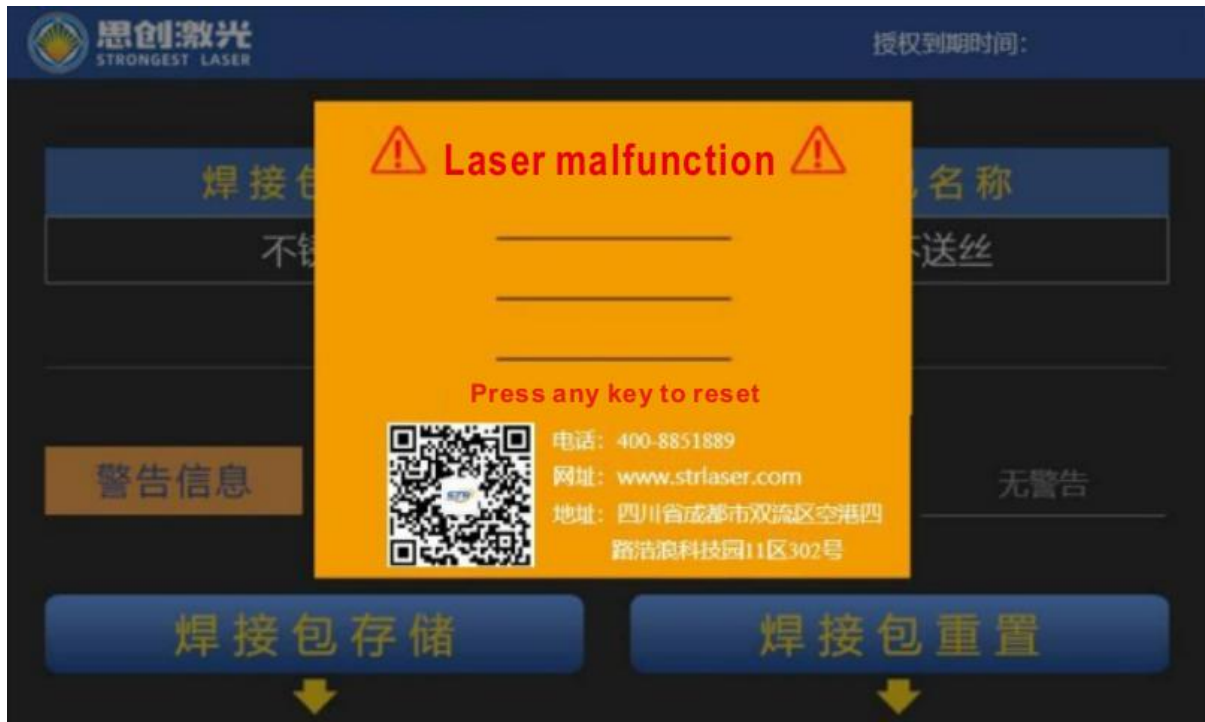 思创激光
STRONGEST LASER
授权到期时间:
Laser malfunction
焊接包
名称
不锈
不送丝
Press any key to reset
电话：400-8851889
网址：www.strlaser.com
地址：四川省成都市双流区空港四
路浩浪科技园11区302号
警告信息
无警告
焊接包存储
焊接包重置